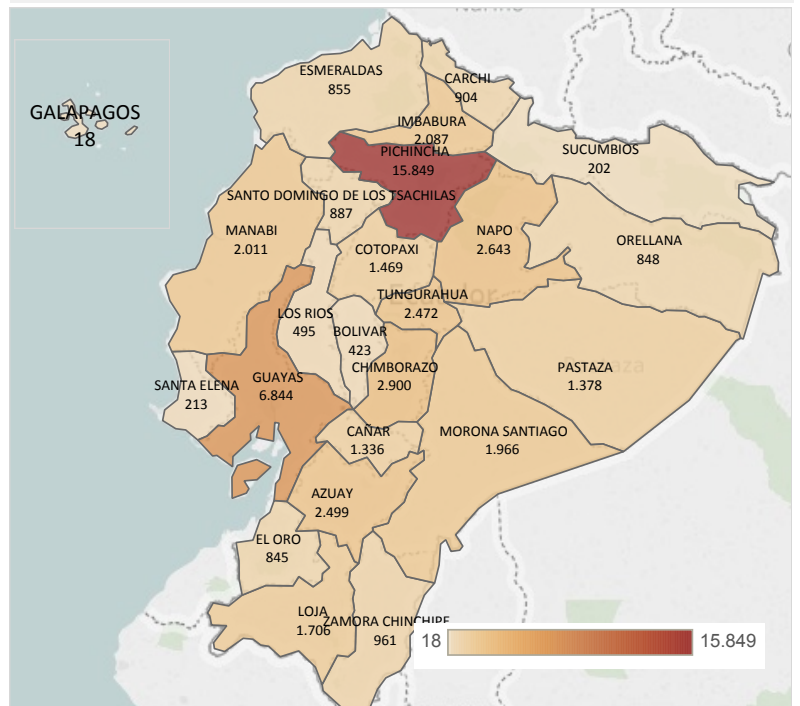 ESMERALDAS
855
CARCHI
904
GALAPAGOS
18
IMBABURA
2.087
PICHINCHA
15.849
SUCUMBIOS
202
SANTO DOMINGO DE LOS TSACHILAS
887
MANABI
2.011
NAPO
2.643
ORELLANA
848
COTOPAXI
1.469
Ecuador
TUNGURAHUA
2.472
LOS RIOS
495
BOLIVAR
423
CHIMBORAZO
2.900
PASTAZA
1.378
SANTA ELENA
213
GUAYAS
6.844
CAÑAR
1.336
MORONA SANTIAGO
1.966
AZUAY
2.499
EL ORO
845
LOJA
1.706
ZAMORA CHINCHIPE
961
18
15.849